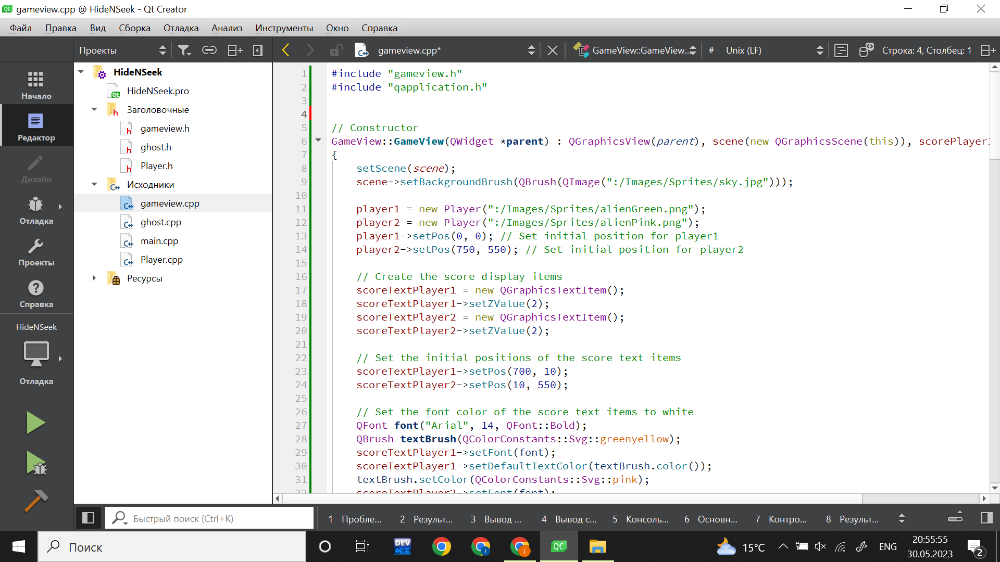 gameview.cpp @ HideNSeek - Qt Creator
Файл Правка Вид Сборка Отладка Анализ Инструменты Окно Справка
Проекты
gameview.cpp*
GameView::GameView...
# Unix (LF)
Строка: 4, Столбец: 1
Начало
Редактор
Дизайн
Отладка
Проекты
Справка
HideNSeek
Отладка
HideNSeek
HideNSeek.pro
Заголовочные
gameview.h
ghost.h
Player.h
Исходники
gameview.cpp
ghost.cpp
main.cpp
Player.cpp
Ресурсы
1 #include "gameview.h"
2 #include "qapplication.h"
3
4
5 // Constructor
6 GameView::GameView(QWidget *parent) : QGraphicsView(parent), scene(new QGraphicsScene(this)), scorePlayer1
7 {
8 setScene(scene);
9 scene->setBackgroundBrush(QBrush(QImage(":/Images/Sprites/sky.jpg")));
10
11 player1 = new Player(":/Images/Sprites/alienGreen.png");
12 player2 = new Player(":/Images/Sprites/alienPink.png");
13 player1->setPos(0, 0); // Set initial position for player1
14 player2->setPos(750, 550); // Set initial position for player2
15
16 // Create the score display items
17 scoreTextPlayer1 = new QGraphicsTextItem();
18 scoreTextPlayer1->setZValue(2);
19 scoreTextPlayer2 = new QGraphicsTextItem();
20 scoreTextPlayer2->setZValue(2);
21
22 // Set the initial positions of the score text items
23 scoreTextPlayer1->setPos(700, 10);
24 scoreTextPlayer2->setPos(10, 550);
25
26 // Set the font color of the score text items to white
27 QFont font("Arial", 14, QFont::Bold);
28 QBrush textBrush(QColorConstants::Svg::greenyellow);
29 scoreTextPlayer1->setFont(font);
30 scoreTextPlayer1->setDefaultTextColor(textBrush.color());
31 textBrush.setColor(QColorConstants::Svg::pink);
32 scoreTextPlayer2->setFont(font);
Быстрый поиск (Ctrl+K)
1 Пробле... 2 Результ... 3 Вывод ... 4 Вывод с... 5 Консоль... 6 Основн... 7 Контро... 8 Результ...
Поиск
DEV C++
QC
15°C
ENG
20:55:55
30.05.2023
2